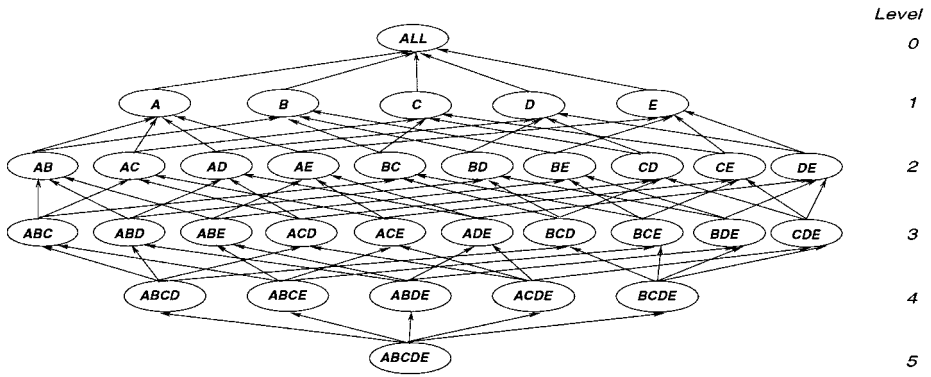 Level
ALL 0
A B C D E 1
AB AC AD AE BC BD BE CD CE DE 2
ABC ABD ABE ACD ACE ADE BCD BCE BDE CDE 3
ABCD ABCE ABDE ACDE BCDE 4
ABCDE 5